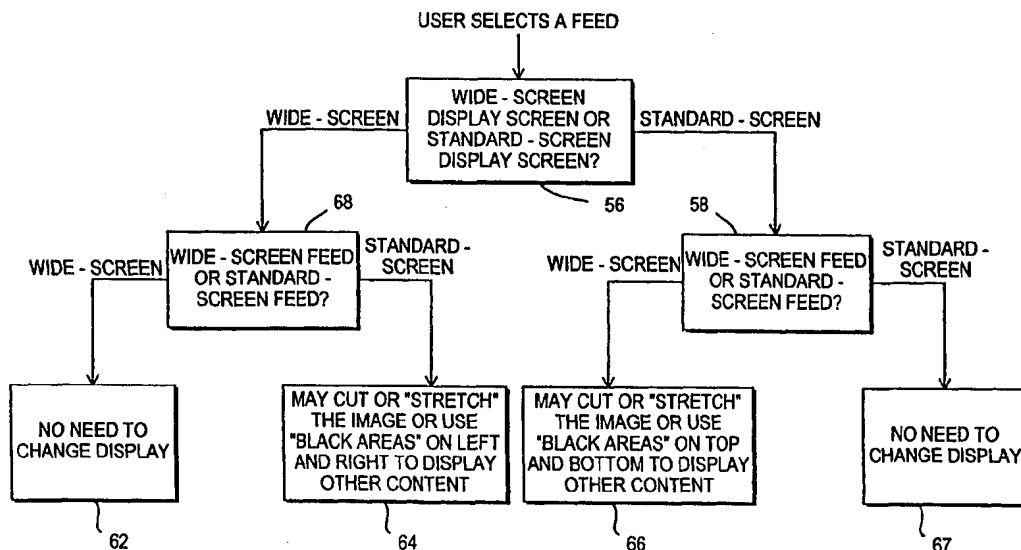 USER SELECTS A FEED
WIDE - SCREEN
DISPLAY SCREEN OR
STANDARD - SCREEN
DISPLAY SCREEN?
WIDE - SCREEN
STANDARD - SCREEN
56
68
58
WIDE - SCREEN FEED
OR STANDARD -
SCREEN FEED?
WIDE - SCREEN
STANDARD -
SCREEN
WIDE - SCREEN FEED
OR STANDARD -
SCREEN FEED?
WIDE - SCREEN
STANDARD -
SCREEN
NO NEED TO
CHANGE DISPLAY
MAY CUT OR "STRETCH"
THE IMAGE OR USE
"BLACK AREAS" ON LEFT
AND RIGHT TO DISPLAY
OTHER CONTENT
MAY CUT OR "STRETCH"
THE IMAGE OR USE
"BLACK AREAS" ON TOP
AND BOTTOM TO DISPLAY
OTHER CONTENT
NO NEED TO
CHANGE DISPLAY
62
64
66
67